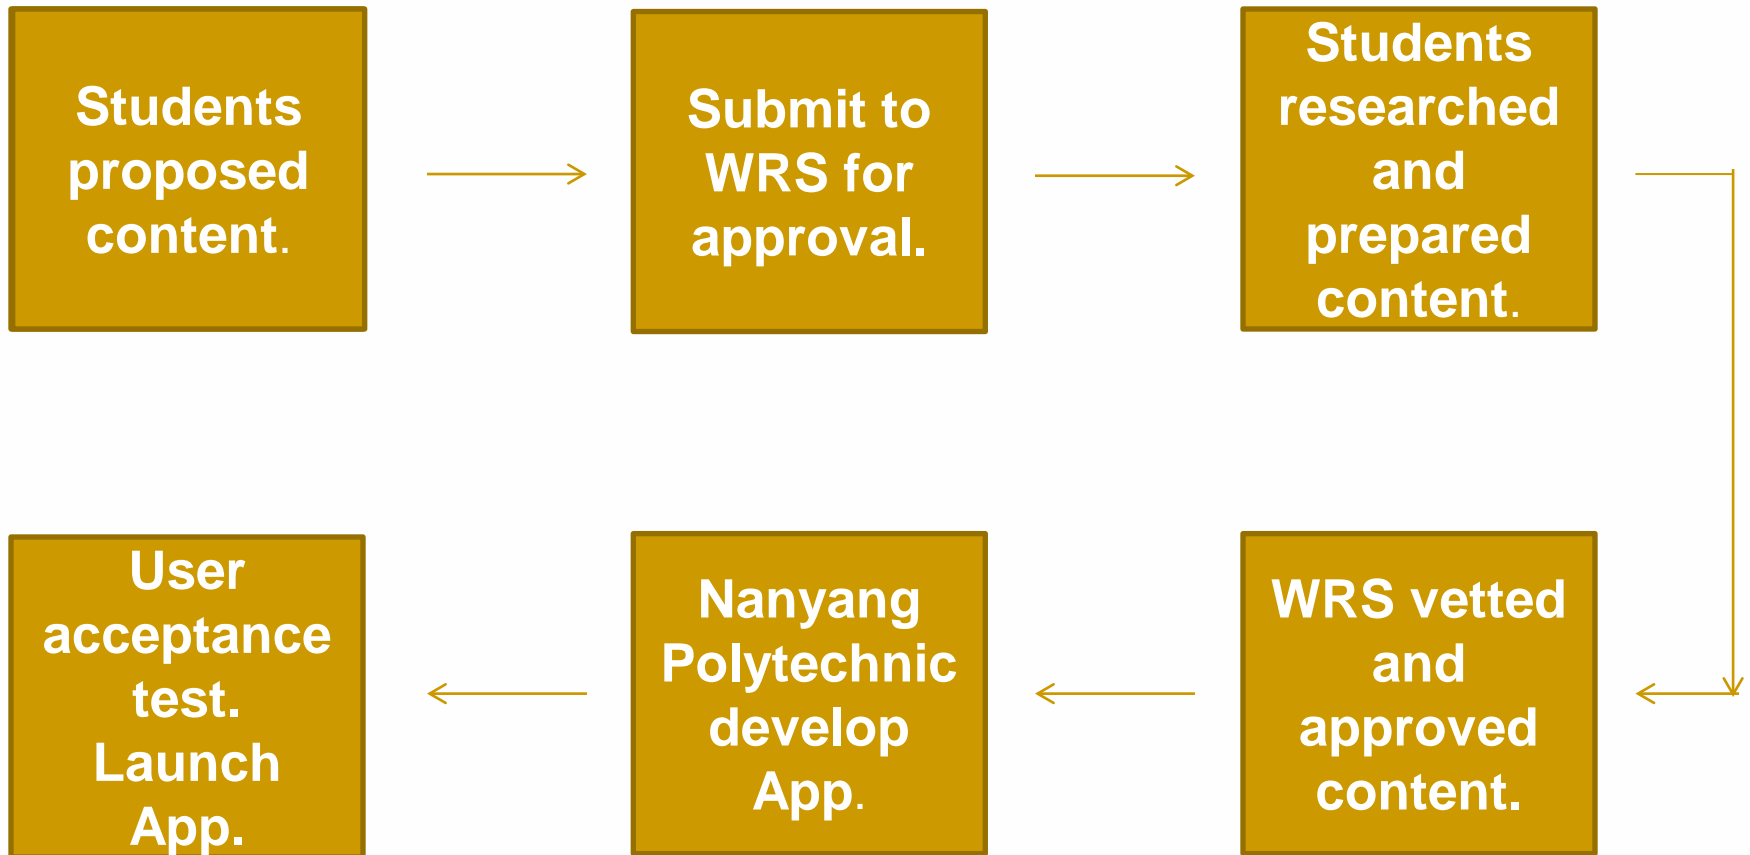 Students
proposed
content.
Submit to
WRS for
approval.
Students
researched
and
prepared
content.
WRS vetted
and
approved
content.
Nanyang
Polytechnic
develop
App.
User
acceptance
test.
Launch
App.